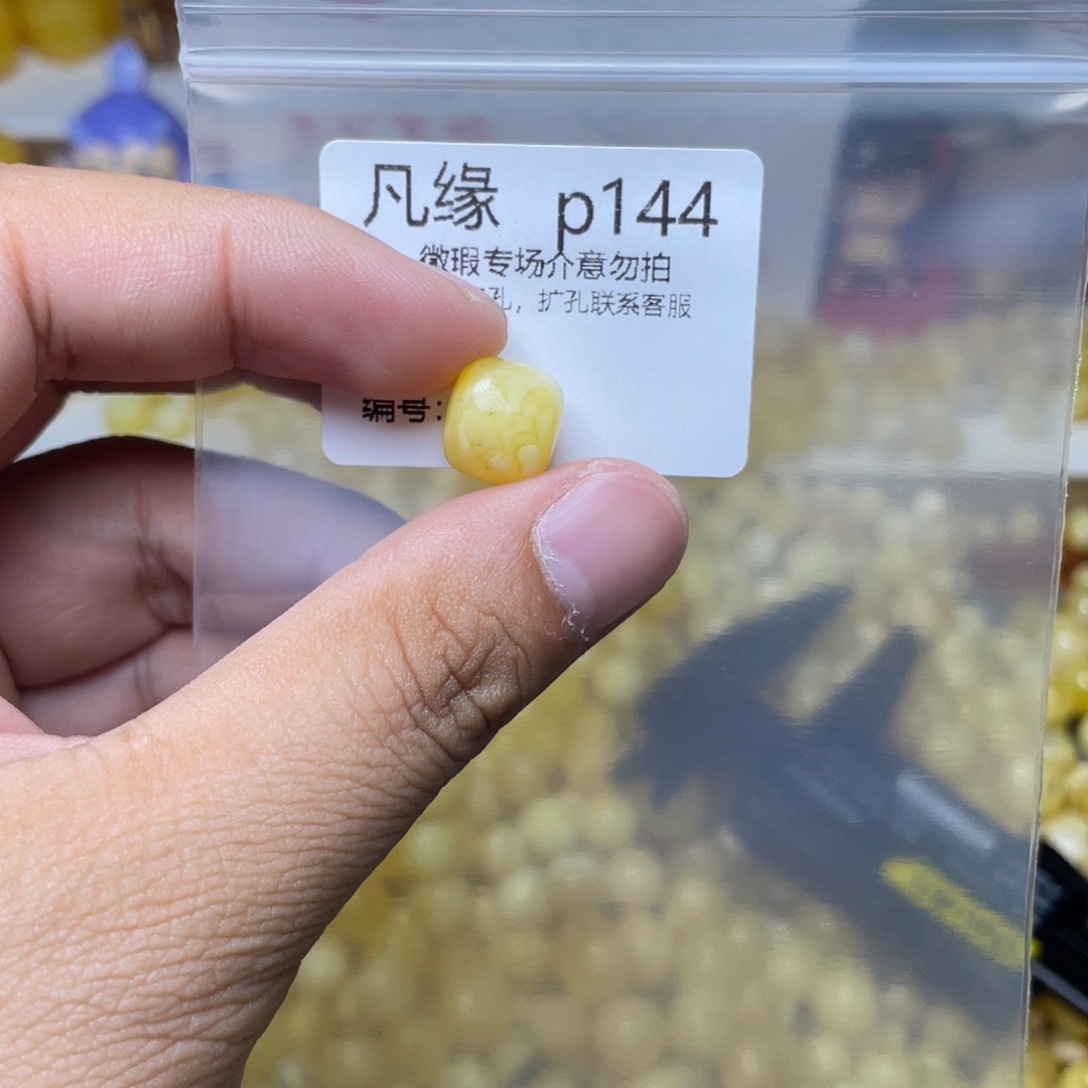 凡缘 p144
微瑕专场介意勿拍
孔，扩孔联系客服
编号：